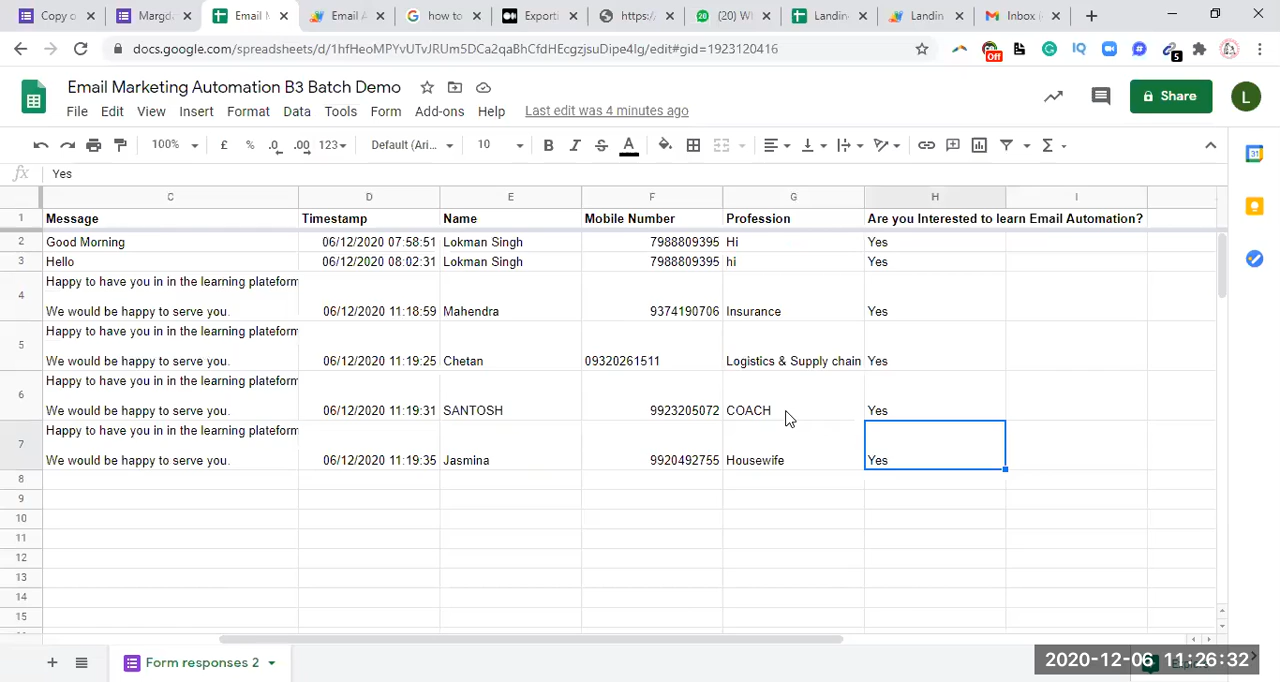 Copy c
Margda
Email M
Email A
how to
Exporti
https:/
(20) W
Landin
Landin
Inbox (
docs.google.com/spreadsheets/d/1hfHeoMPYvUTvJRUm5DCa2qaBhCfdHEcgzjsuDipe4Ig/edit#gid=1923120416
Off
5
Email Marketing Automation B3 Batch Demo
File Edit View Insert Format Data Tools Form Add-ons Help Last edit was 4 minutes ago
Share
L
100% £ % .0 .00 123 Default (Ari... 10 B I S A
fx Yes
C D E F G H I
1 Message Timestamp Name Mobile Number Profession Are you Interested to learn Email Automation?
2 Good Morning 06/12/2020 07:58:51 Lokman Singh 7988809395 Hi Yes
3 Hello 06/12/2020 08:02:31 Lokman Singh 7988809395 hi Yes
Happy to have you in in the learning plateform
4 We would be happy to serve you. 06/12/2020 11:18:59 Mahendra 9374190706 Insurance Yes
Happy to have you in in the learning plateform
5 We would be happy to serve you. 06/12/2020 11:19:25 Chetan 09320261511 Logistics & Supply chain Yes
Happy to have you in in the learning plateform
6 We would be happy to serve you. 06/12/2020 11:19:31 SANTOSH 9923205072 COACH Yes
Happy to have you in in the learning plateform
7 We would be happy to serve you. 06/12/2020 11:19:35 Jasmina 9920492755 Housewife Yes
8
9
10
11
12
13
14
15
Form responses 2
2020-12-06 11:26:32